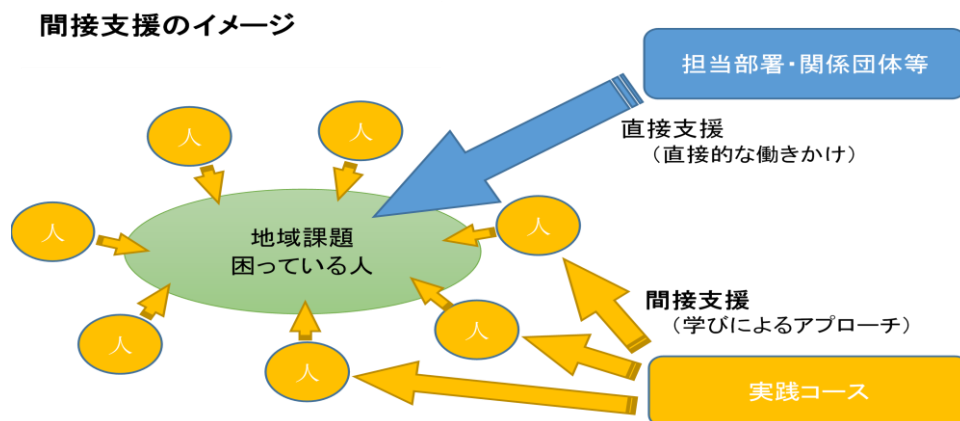 間接支援のイメージ
担当部署・関係団体等
直接支援
（直接的な働きかけ）
人
人
人
人
地域課題
困っている人
間接支援
（学びによるアプローチ）
人
人
人
実践コース